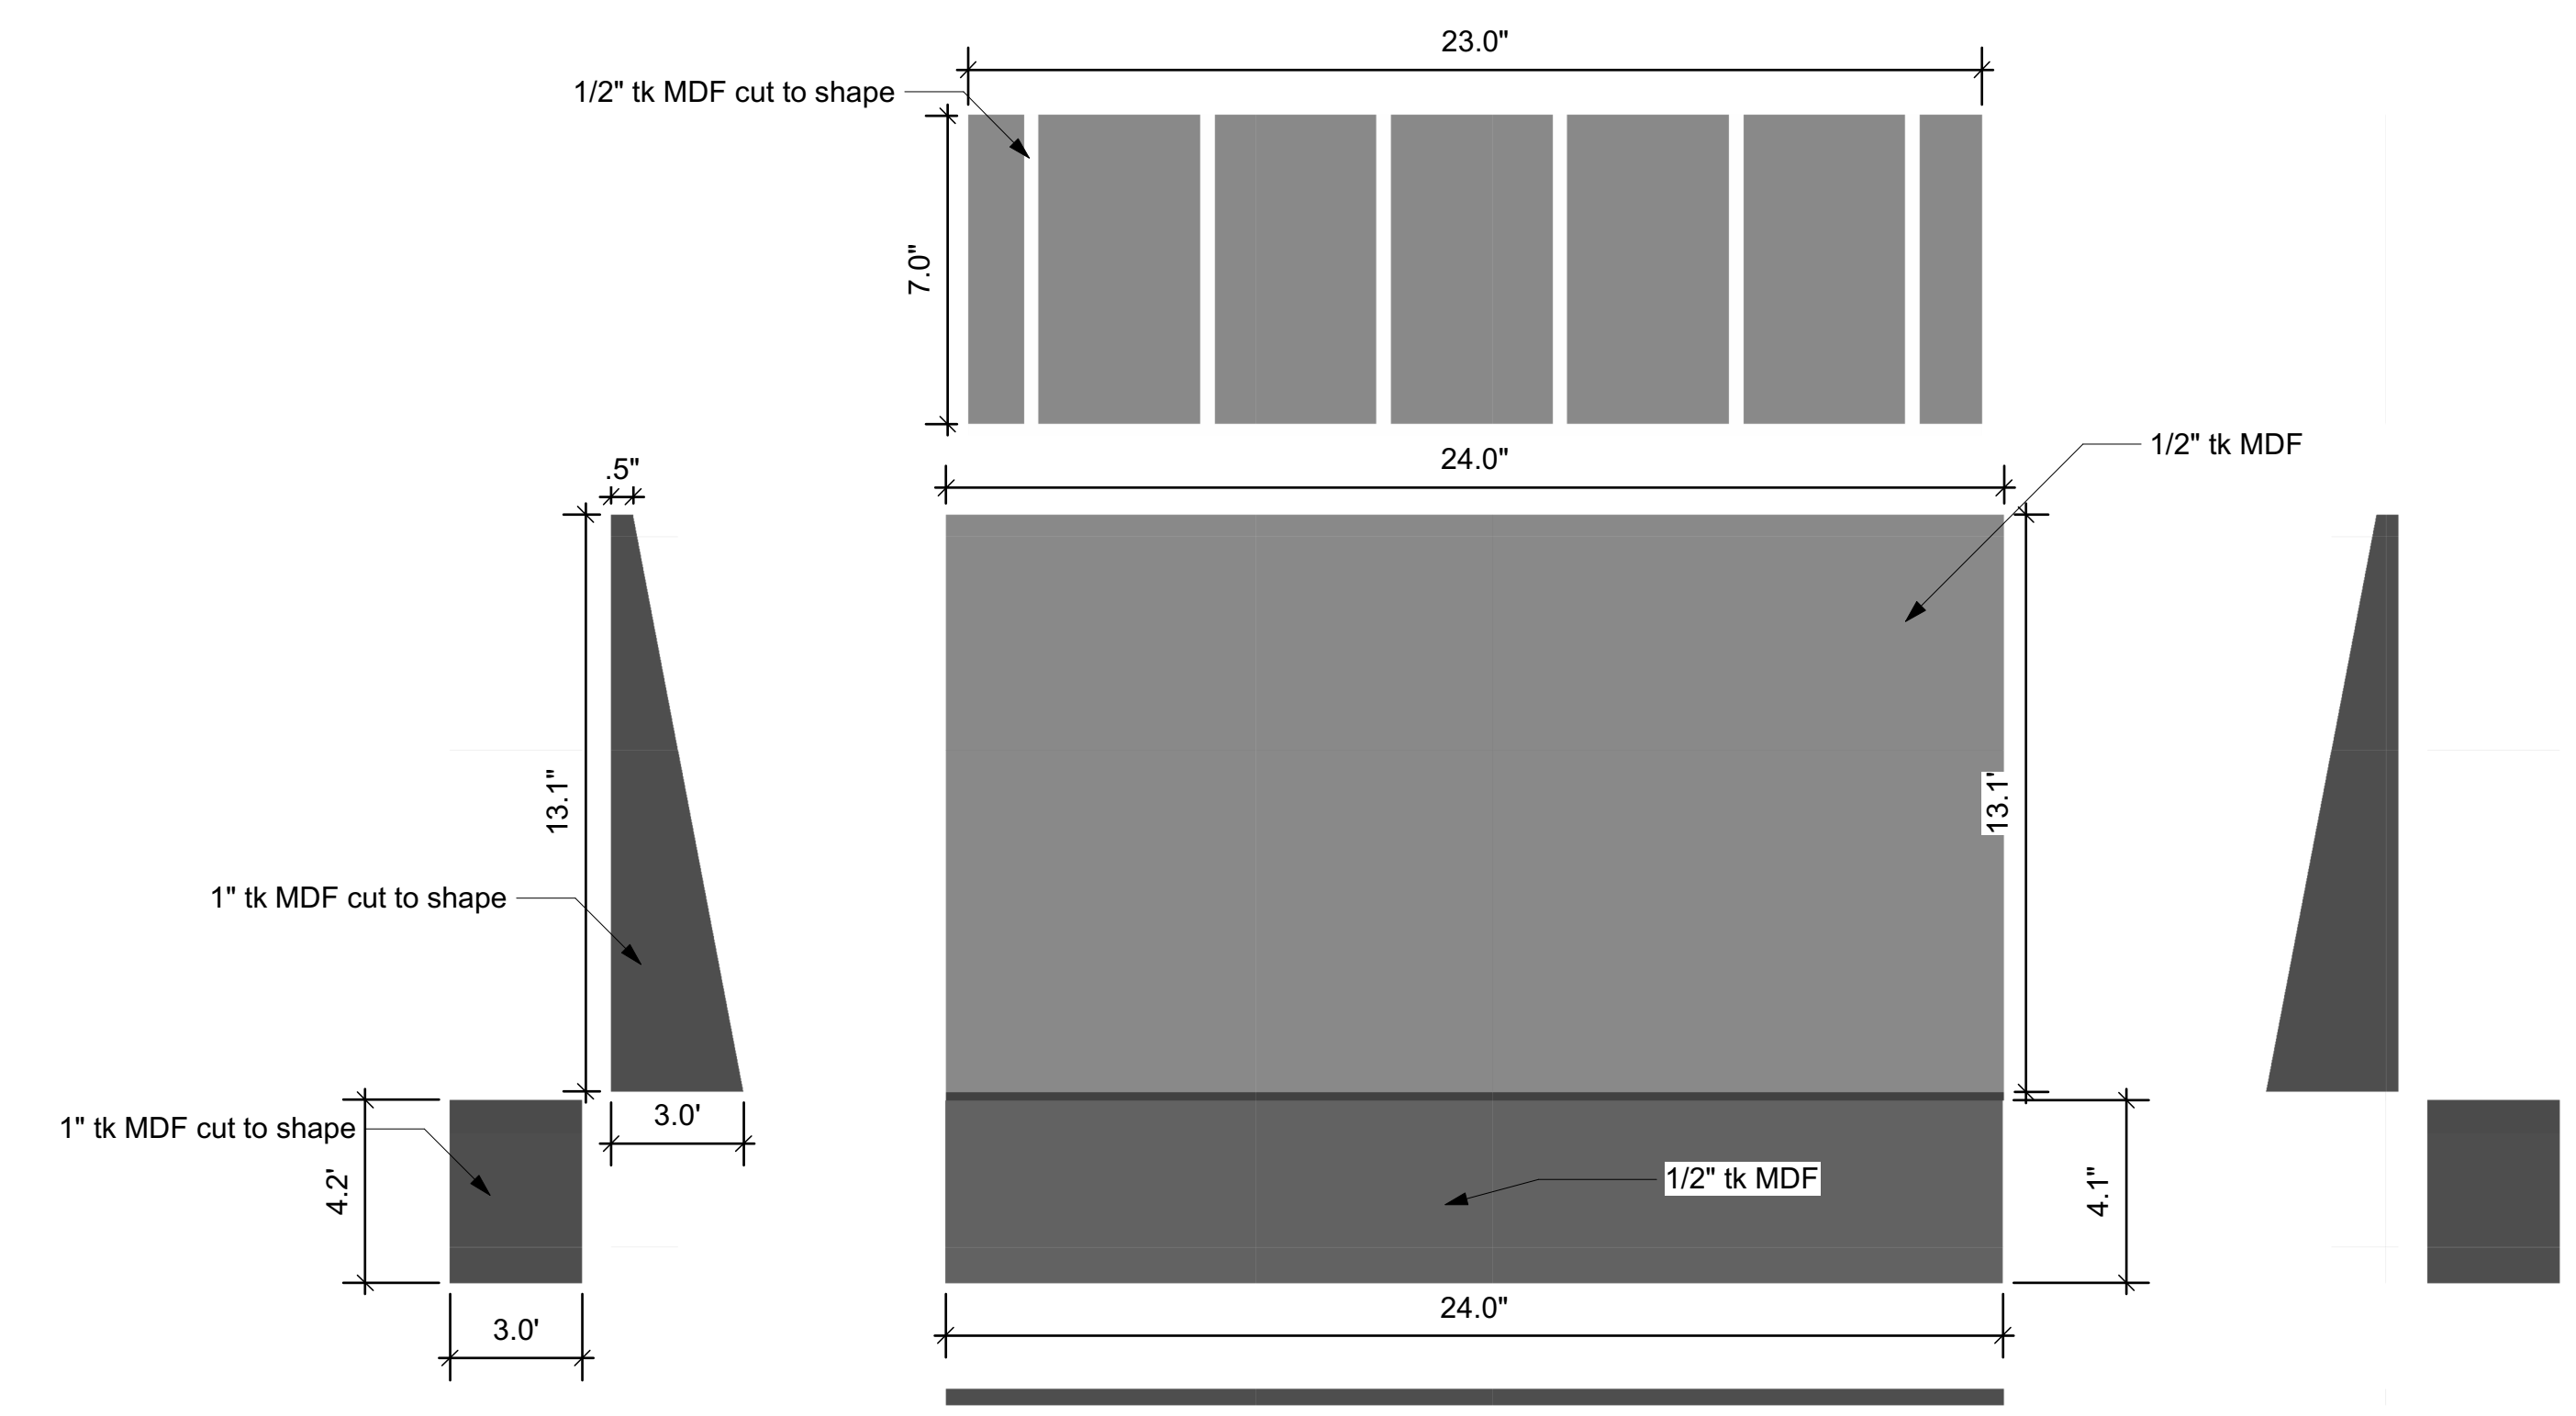 23.0"
1/2" tk MDF cut to shape
7.0"
24.0"
1/2" tk MDF
.5"
13.1"
13.1'
1" tk MDF cut to shape
3.0'
1" tk MDF cut to shape
4.2'
1/2" tk MDF
4.1"
24.0"
3.0'